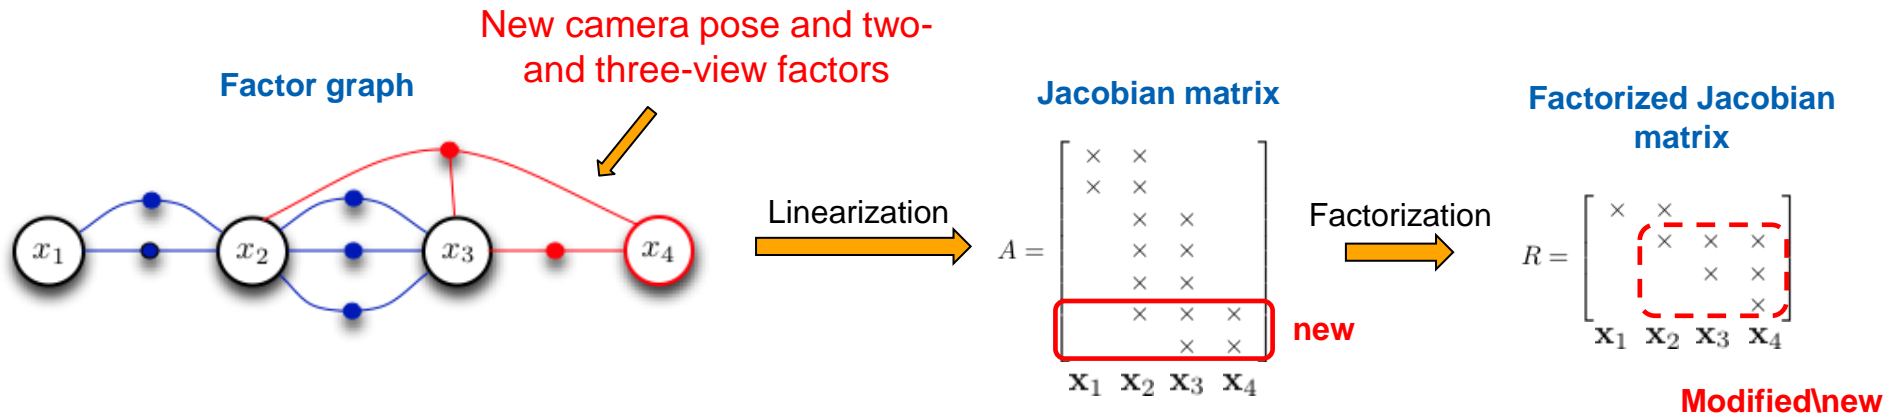 New camera pose and two-
and three-view factors
Factor graph
x₁ x₂ x₃ x₄
Linearization
Jacobian matrix
A =
× ×
× ×
× ×
× ×
× ×
× × ×
× ×
new
x₁ x₂ x₃ x₄
Factorization
Factorized Jacobian
matrix
R =
× ×
× × ×
× ×
×
x₁ x₂ x₃ x₄
Modified\new